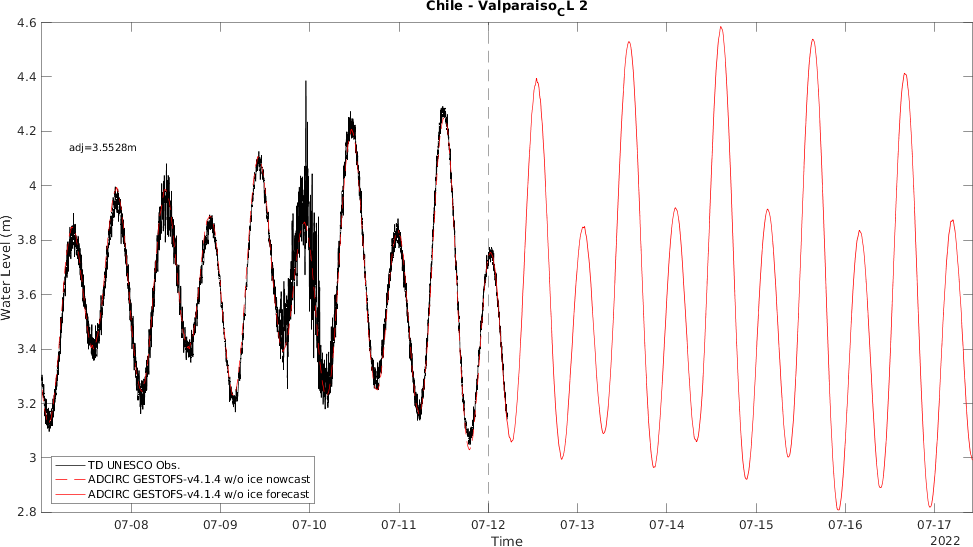 Chile - Valparaiso_CL 2
4.6
4.4
4.2
4
3.8
3.6
3.4
3.2
3
2.8
Water Level (m)
adj=3.5528m
TD UNESCO Obs.
ADCIRC GESTOFS-v4.1.4 w/o ice nowcast
ADCIRC GESTOFS-v4.1.4 w/o ice forecast
07-08 07-09 07-10 07-11 07-12 07-13 07-14 07-15 07-16 07-17
Time
2022